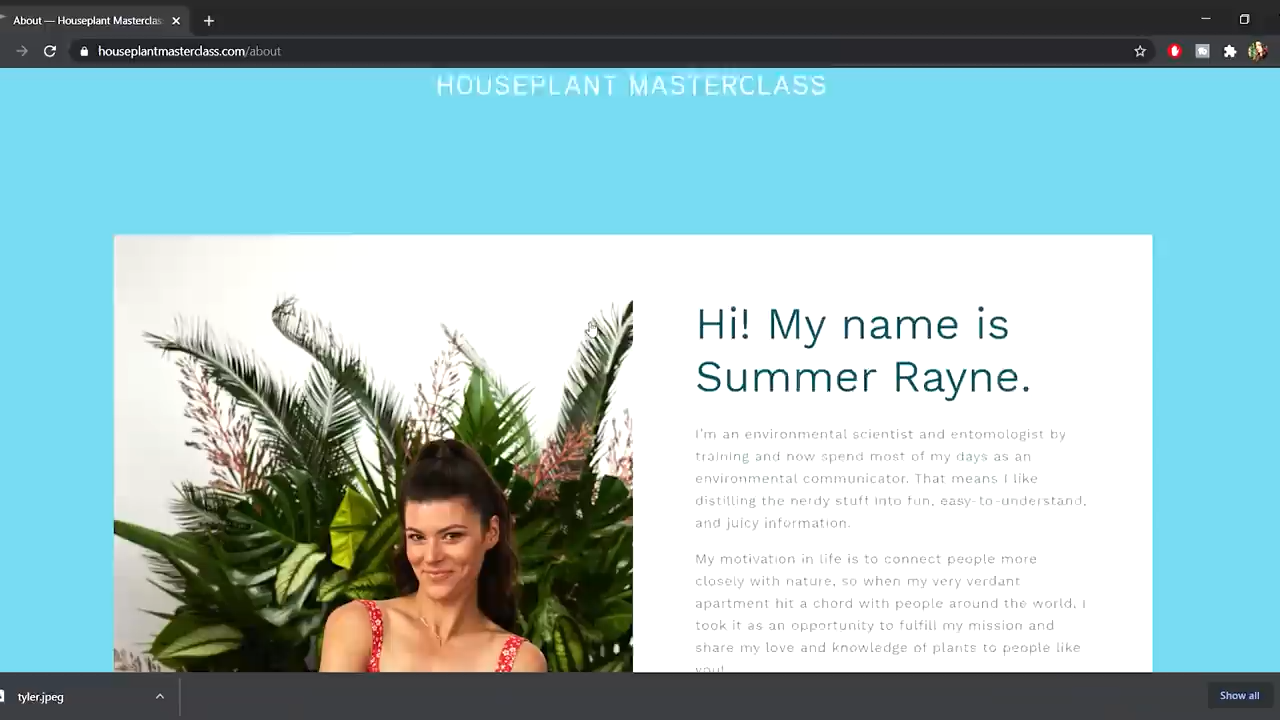 About — Houseplant Masterclas
houseplantmasterclass.com/about
HOUSEPLANT MASTERCLASS
Hi! My name is
Summer Rayne.
I'm an environmental scientist and entomologist by
training and now spend most of my days as an
environmental communicator. That means I like
distilling the nerdy stuff into fun, easy-to-understand,
and juicy information.
My motivation in life is to connect people more
closely with nature, so when my very verdant
apartment hit a chord with people around the world, I
took it as an opportunity to fulfill my mission and
share my love and knowledge of plants to people like
you!
tyler.jpeg
Show all